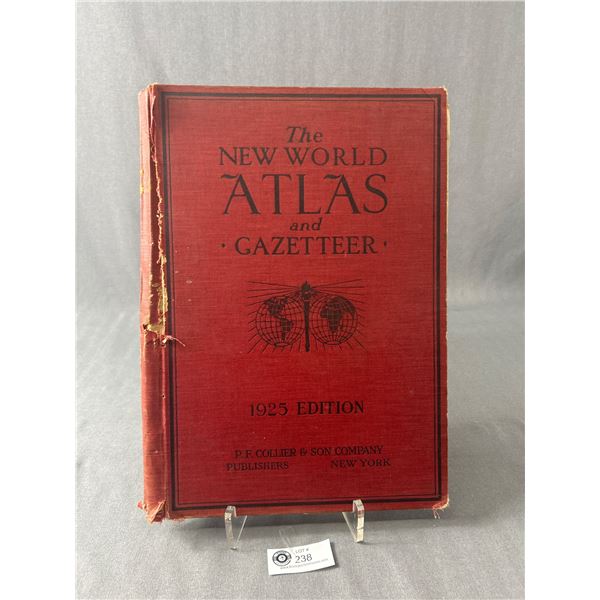 The
NEW WORLD
ATLAS
and
· GAZETTEER ·
1925 EDITION
P. F. COLLIER & SON COMPANY
PUBLISHERS NEW YORK
LOT #
238